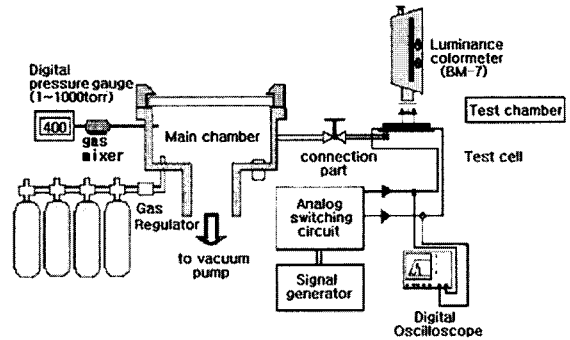 Digital
pressure gauge
(1~1000torr)
400
gas
mixer
Main chamber
Luminance
colormeter
(BM-7)
Test chamber
connection
part
Test cell
Gas
Regulator
to vacuum
pump
Analog
switching
circuit
Signal
generator
Digital
Oscilloscope